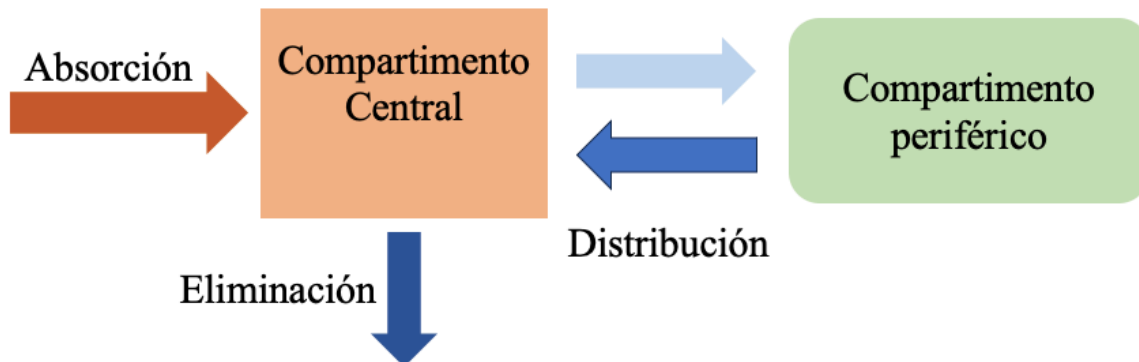 Absorción
Compartimento
Central
Compartimento
periférico
Distribución
Eliminación